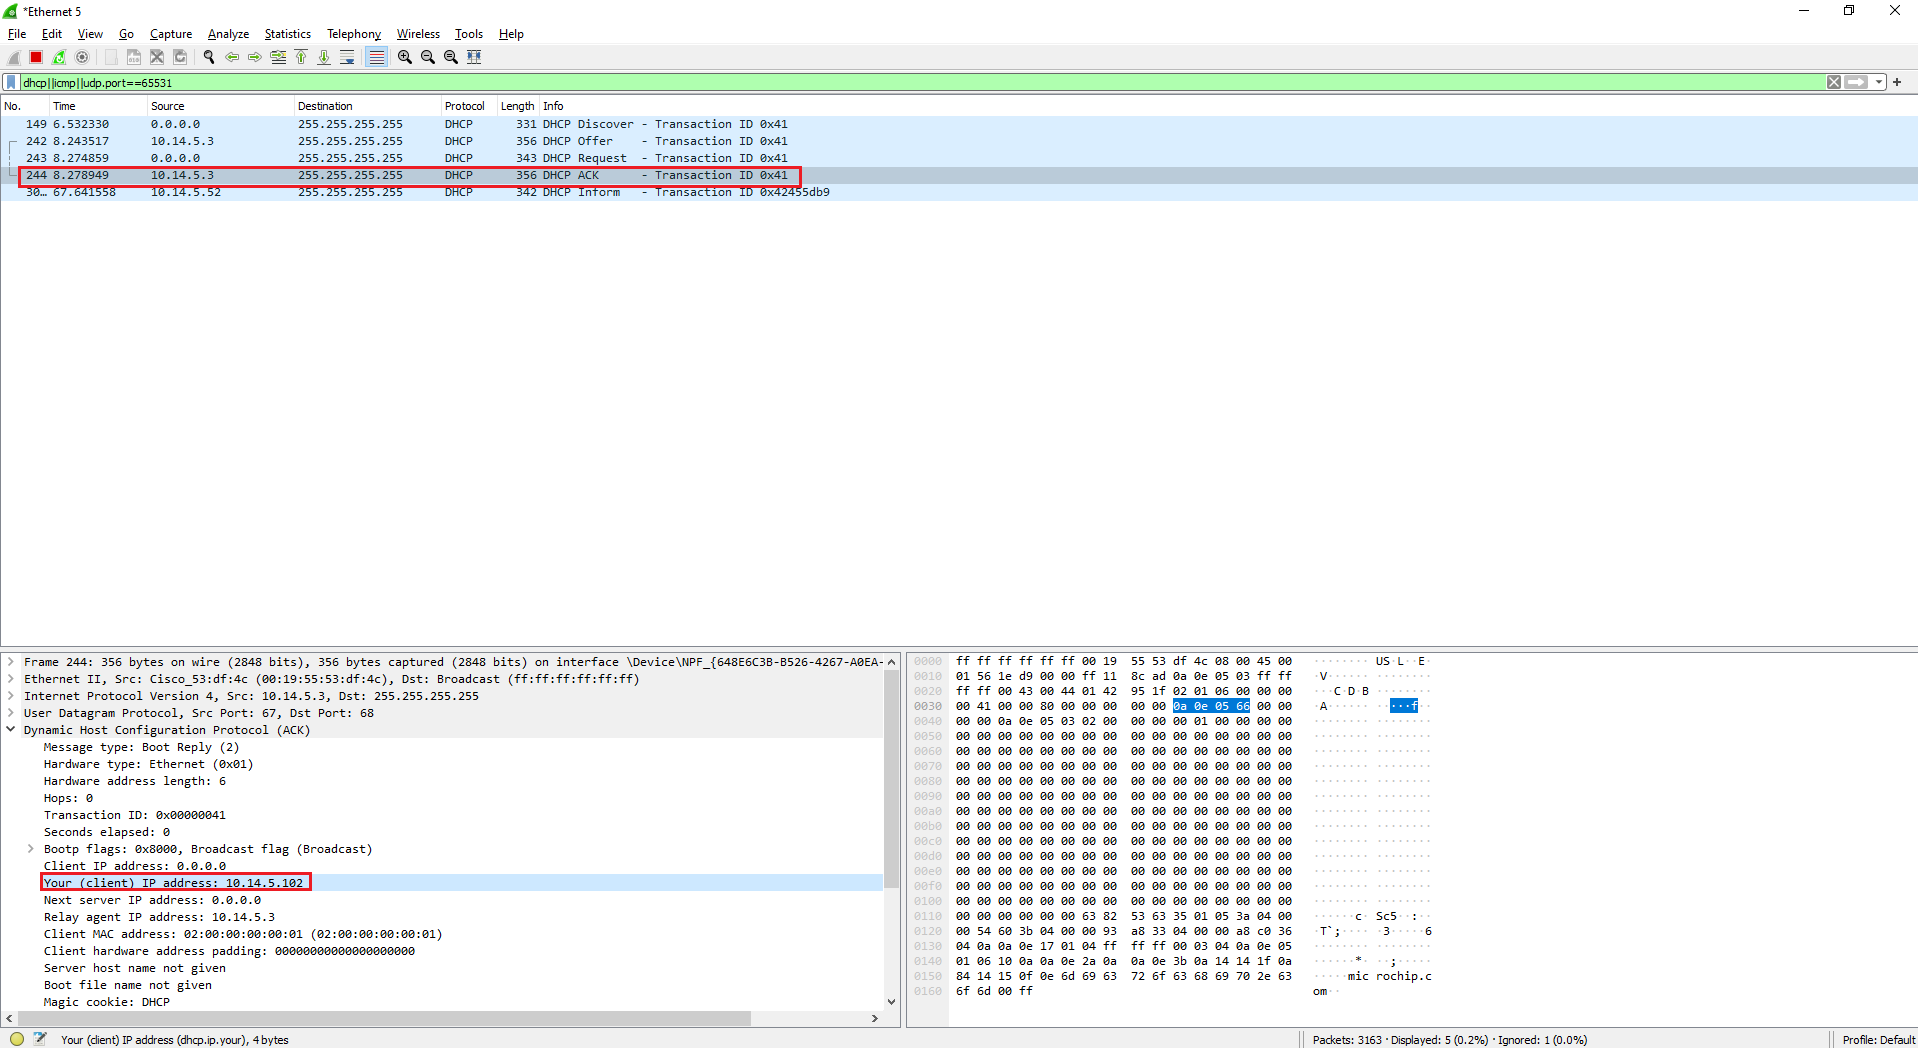 *Ethernet 5
File Edit View Go Capture Analyze Statistics Telephony Wireless Tools Help
dhcp||icmp||udp.port==65531
No. Time Source Destination Protocol Length Info
149 6.532330 0.0.0.0 255.255.255.255 DHCP 331 DHCP Discover - Transaction ID 0x41
242 8.243517 10.14.5.3 255.255.255.255 DHCP 356 DHCP Offer - Transaction ID 0x41
243 8.274859 0.0.0.0 255.255.255.255 DHCP 343 DHCP Request - Transaction ID 0x41
244 8.278949 10.14.5.3 255.255.255.255 DHCP 356 DHCP ACK - Transaction ID 0x41
30… 67.641558 10.14.5.52 255.255.255.255 DHCP 342 DHCP Inform - Transaction ID 0x42455db9
Frame 244: 356 bytes on wire (2848 bits), 356 bytes captured (2848 bits) on interface \Device\NPF_{648E6C3B-B526-4267-A0EA-
Ethernet II, Src: Cisco_53:df:4c (00:19:55:53:df:4c), Dst: Broadcast (ff:ff:ff:ff:ff:ff)
Internet Protocol Version 4, Src: 10.14.5.3, Dst: 255.255.255.255
User Datagram Protocol, Src Port: 67, Dst Port: 68
Dynamic Host Configuration Protocol (ACK)
Message type: Boot Reply (2)
Hardware type: Ethernet (0x01)
Hardware address length: 6
Hops: 0
Transaction ID: 0x00000041
Seconds elapsed: 0
Bootp flags: 0x8000, Broadcast flag (Broadcast)
Client IP address: 0.0.0.0
Your (client) IP address: 10.14.5.102
Next server IP address: 0.0.0.0
Relay agent IP address: 10.14.5.3
Client MAC address: 02:00:00:00:00:01 (02:00:00:00:00:01)
Client hardware address padding: 00000000000000000000
Server host name not given
Boot file name not given
Magic cookie: DHCP
0000 ff ff ff ff ff ff 00 19 55 53 df 4c 08 00 45 00 ········ US·L··E·
0010 01 56 1e d9 00 00 ff 11 8c ad 0a 0e 05 03 ff ff ·V······ ········
0020 ff ff 00 43 00 44 01 42 95 1f 02 01 06 00 00 00 ···C·D·B ········
0030 00 41 00 00 80 00 00 00 00 00 0a 0e 05 66 00 00 ·A······ ·····f··
0040 00 00 0a 0e 05 03 02 00 00 00 00 01 00 00 00 00 ········ ········
0050 00 00 00 00 00 00 00 00 00 00 00 00 00 00 00 00 ········ ········
0060 00 00 00 00 00 00 00 00 00 00 00 00 00 00 00 00 ········ ········
0070 00 00 00 00 00 00 00 00 00 00 00 00 00 00 00 00 ········ ········
0080 00 00 00 00 00 00 00 00 00 00 00 00 00 00 00 00 ········ ········
0090 00 00 00 00 00 00 00 00 00 00 00 00 00 00 00 00 ········ ········
00a0 00 00 00 00 00 00 00 00 00 00 00 00 00 00 00 00 ········ ········
00b0 00 00 00 00 00 00 00 00 00 00 00 00 00 00 00 00 ········ ········
00c0 00 00 00 00 00 00 00 00 00 00 00 00 00 00 00 00 ········ ········
00d0 00 00 00 00 00 00 00 00 00 00 00 00 00 00 00 00 ········ ········
00e0 00 00 00 00 00 00 00 00 00 00 00 00 00 00 00 00 ········ ········
00f0 00 00 00 00 00 00 00 00 00 00 00 00 00 00 00 00 ········ ········
0100 00 00 00 00 00 00 00 00 00 00 00 00 00 00 00 00 ········ ········
0110 00 00 00 00 00 00 63 82 53 63 35 01 05 3a 04 00 ······c· Sc5··:··
0120 00 54 60 3b 04 00 00 93 a8 33 04 00 00 a8 c0 36 ·T`;···· ·3·····6
0130 04 0a 0a 0e 17 01 04 ff ff ff 00 03 04 0a 0e 05 ········ ········
0140 01 06 10 0a 0a 0e 2a 0a 0a 0e 3b 0a 14 14 1f 0a ······*· ··;·····
0150 84 14 15 0f 0e 6d 69 63 72 6f 63 68 69 70 2e 63 ·····mic rochip.c
0160 6f 6d 00 ff om··
Your (client) IP address (dhcp.ip.your), 4 bytes
Packets: 3163 · Displayed: 5 (0.2%) · Ignored: 1 (0.0%)
Profile: Default